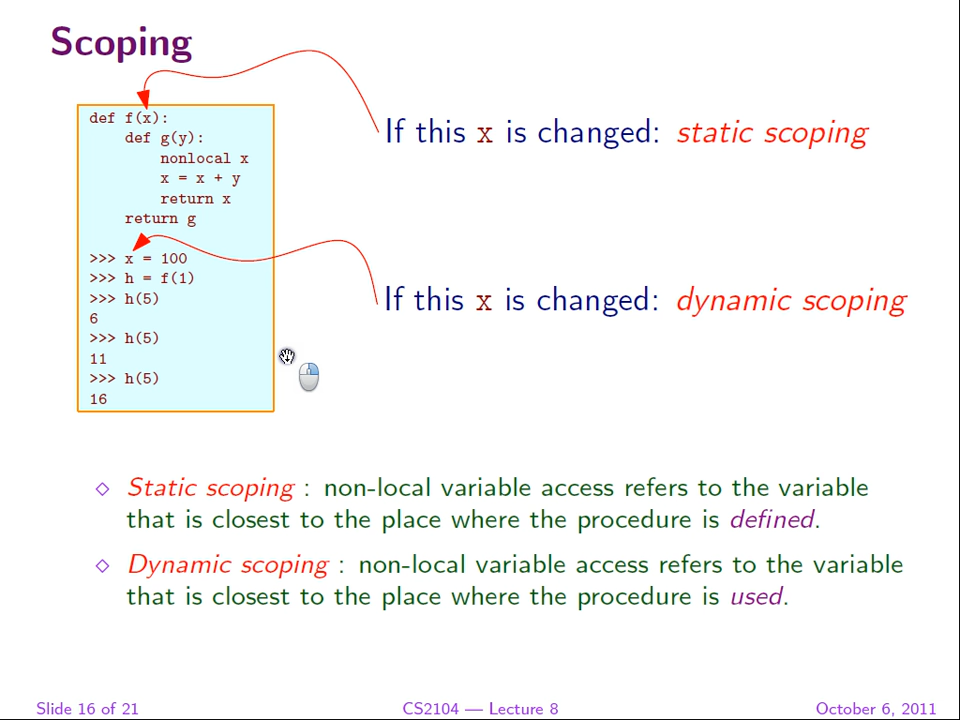 Scoping
def f(x):
    def g(y):
        nonlocal x
        x = x + y
        return x
    return g
>>> x = 100
>>> h = f(1)
>>> h(5)
6
>>> h(5)
11
>>> h(5)
16
If this x is changed: static scoping
If this x is changed: dynamic scoping
◇ Static scoping : non-local variable access refers to the variable
that is closest to the place where the procedure is defined.
◇ Dynamic scoping : non-local variable access refers to the variable
that is closest to the place where the procedure is used.
Slide 16 of 21
CS2104 — Lecture 8
October 6, 2011